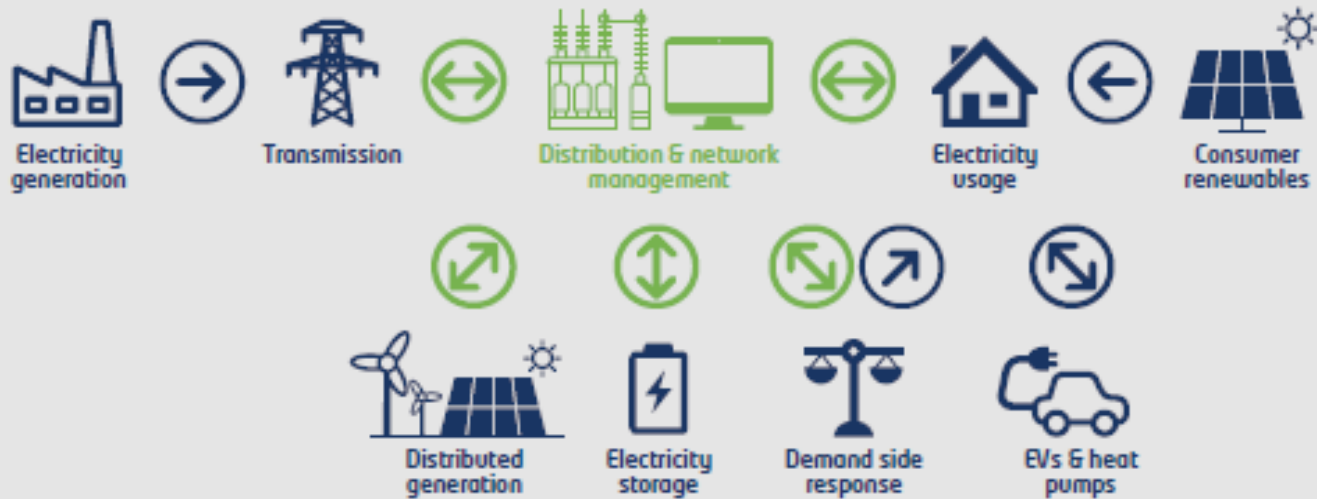 Electricity
generation
Transmission
Distribution & network
management
Electricity
usage
Consumer
renewables
Distributed
generation
Electricity
storage
Demand side
response
EVs & heat
pumps